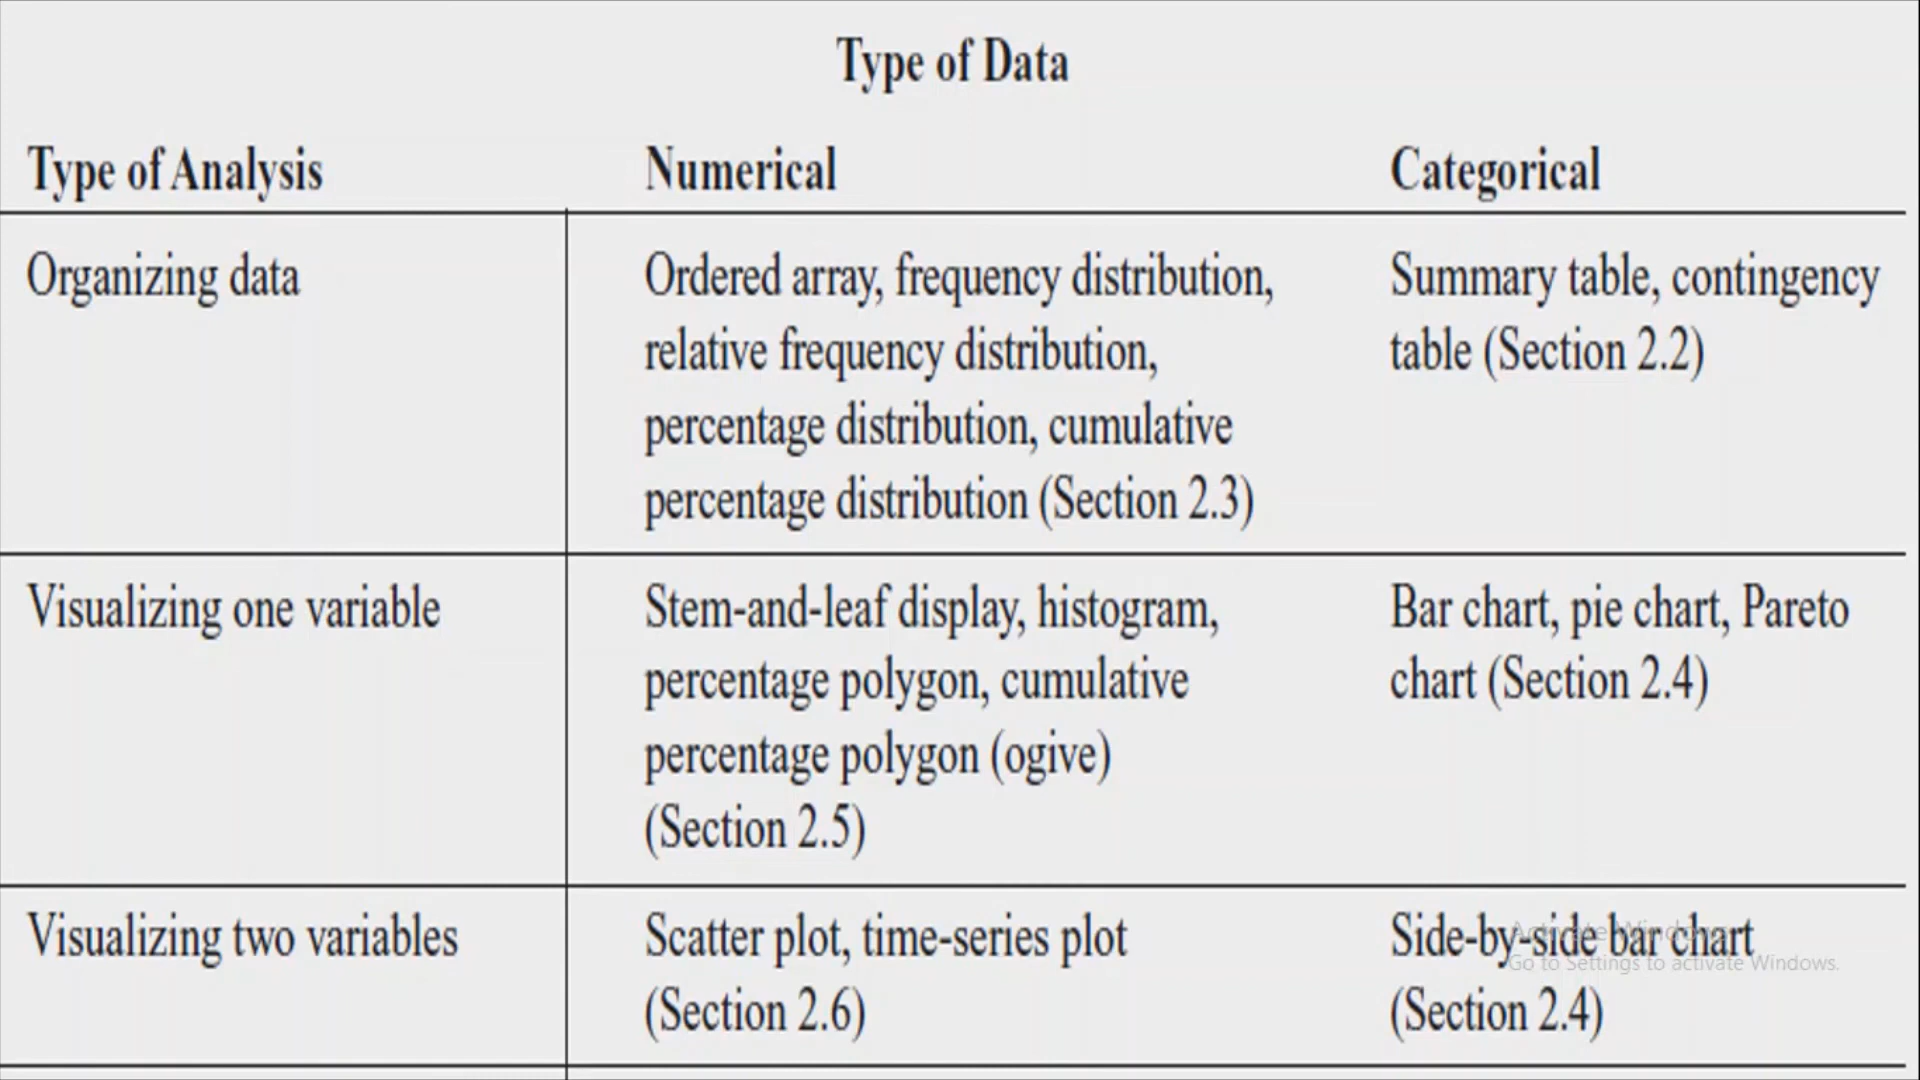 Type of Data
Type of Analysis
Numerical
Categorical
Organizing data
Ordered array, frequency distribution,
relative frequency distribution,
percentage distribution, cumulative
percentage distribution (Section 2.3)
Summary table, contingency
table (Section 2.2)
Visualizing one variable
Stem-and-leaf display, histogram,
percentage polygon, cumulative
percentage polygon (ogive)
(Section 2.5)
Bar chart, pie chart, Pareto
chart (Section 2.4)
Visualizing two variables
Scatter plot, time-series plot
(Section 2.6)
Side-by-side bar chart
(Section 2.4)
Activate Windows
Go to Settings to activate Windows.